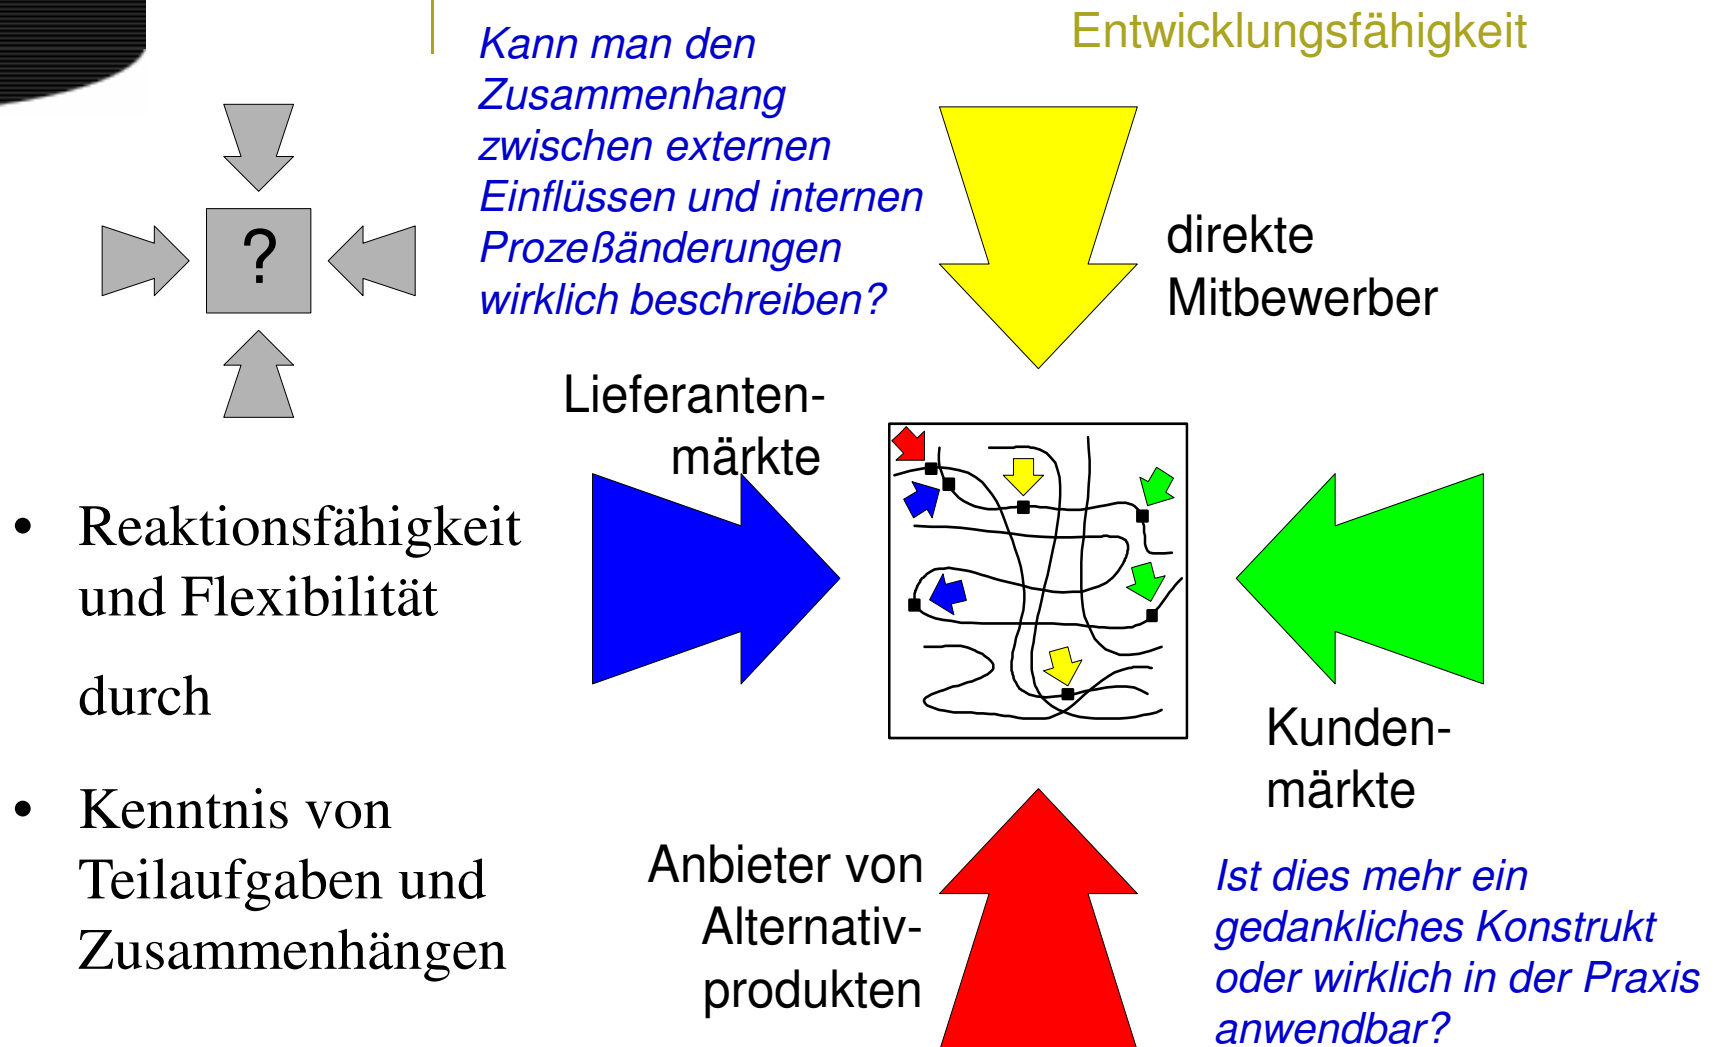 Entwicklungsfähigkeit
Kann man den
Zusammenhang
zwischen externen
Einflüssen und internen
Prozeßänderungen
wirklich beschreiben?
?
direkte
Mitbewerber
Lieferanten-
märkte
• Reaktionsfähigkeit
und Flexibilität
durch
• Kenntnis von
Teilaufgaben und
Zusammenhängen
Kunden-
märkte
Anbieter von
Alternativ-
produkten
Ist dies mehr ein
gedankliches Konstrukt
oder wirklich in der Praxis
anwendbar?